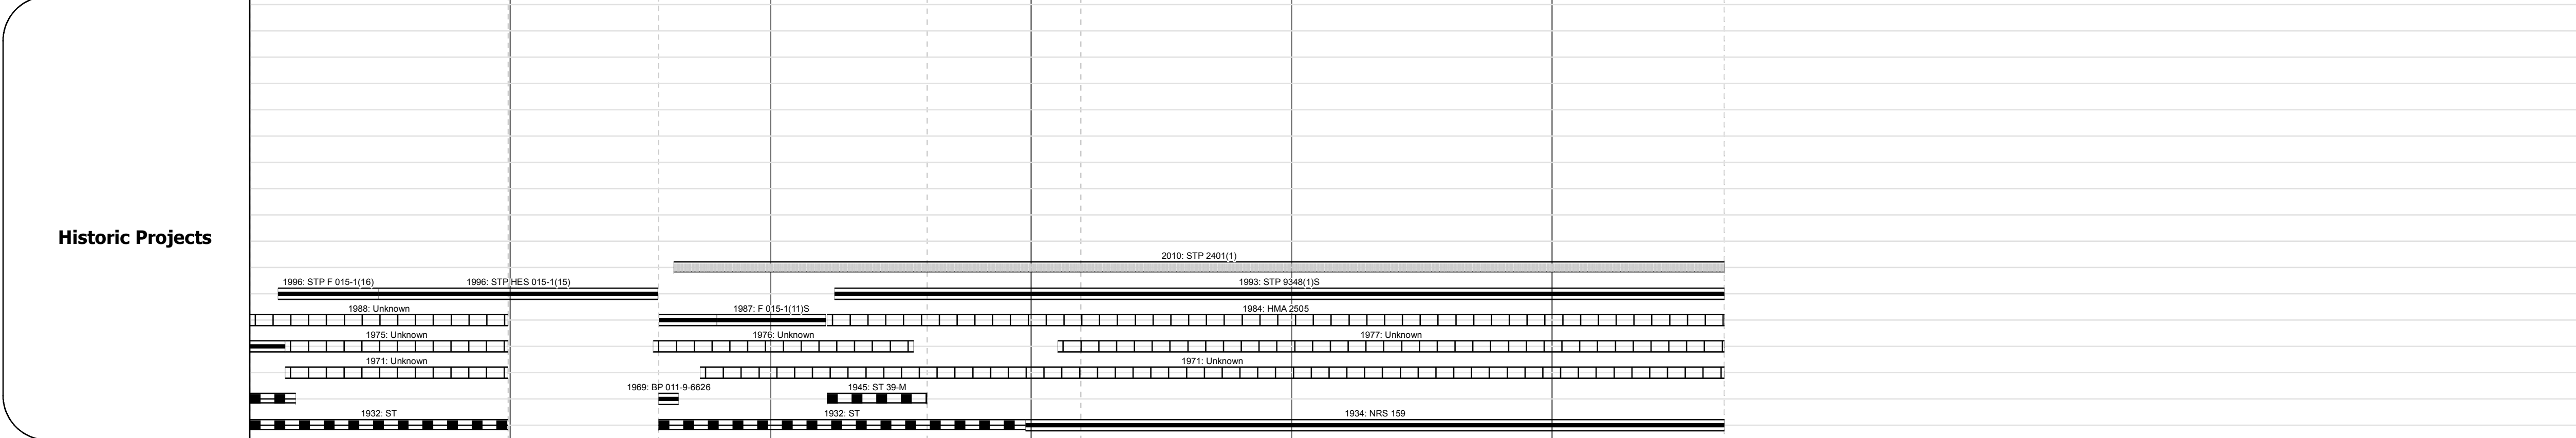 Historic Projects
2010: STP 2401(1)
1996: STP F 015-1(16) 1996: STP HES 015-1(15) 1993: STP 9348(1)S
1988: Unknown 1987: F 015-1(11)S 1984: HMA 2505
1975: Unknown 1976: Unknown 1977: Unknown
1971: Unknown 1971: Unknown
1969: BP 011-9-6626 1945: ST 39-M
1932: ST 1932: ST 1934: NRS 159